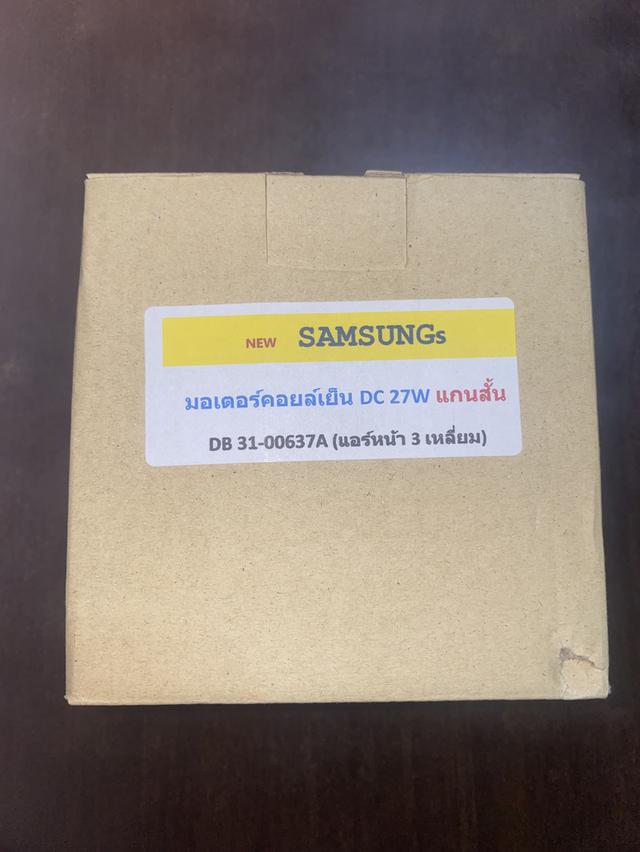 NEW SAMSUNGs
มอเตอร์คอยล์เย็น DC 27W แกนสั้น
DB 31-00637A (แอร์หน้า 3 เหลี่ยม)